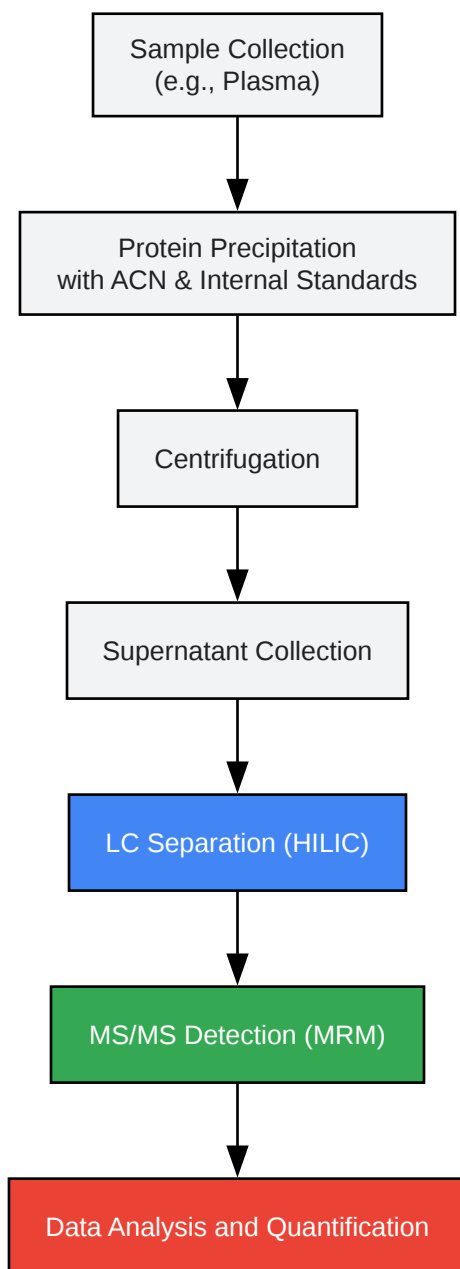 Sample Collection
(e.g., Plasma)
Protein Precipitation
with ACN & Internal Standards
Centrifugation
Supernatant Collection
LC Separation (HILIC)
MS/MS Detection (MRM)
Data Analysis and Quantification